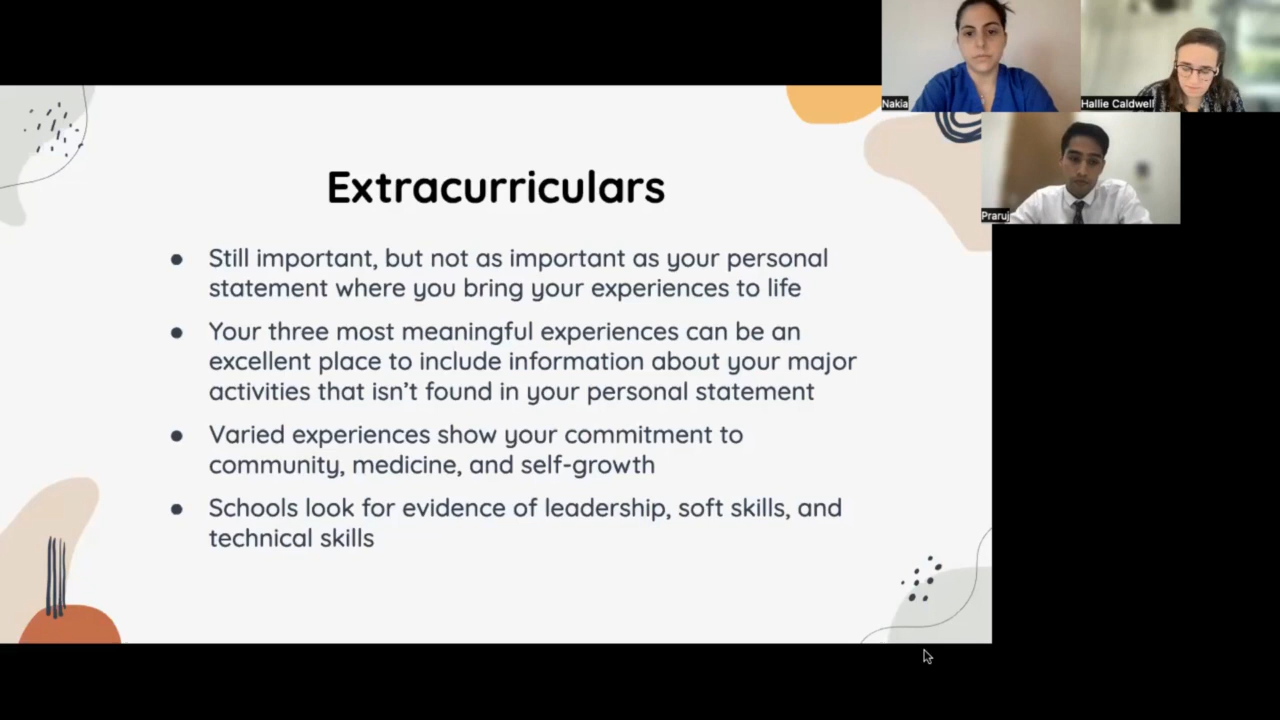 Nakia
Hallie Caldwell
Praruj
Extracurriculars
● Still important, but not as important as your personal
statement where you bring your experiences to life
● Your three most meaningful experiences can be an
excellent place to include information about your major
activities that isn’t found in your personal statement
● Varied experiences show your commitment to
community, medicine, and self-growth
● Schools look for evidence of leadership, soft skills, and
technical skills